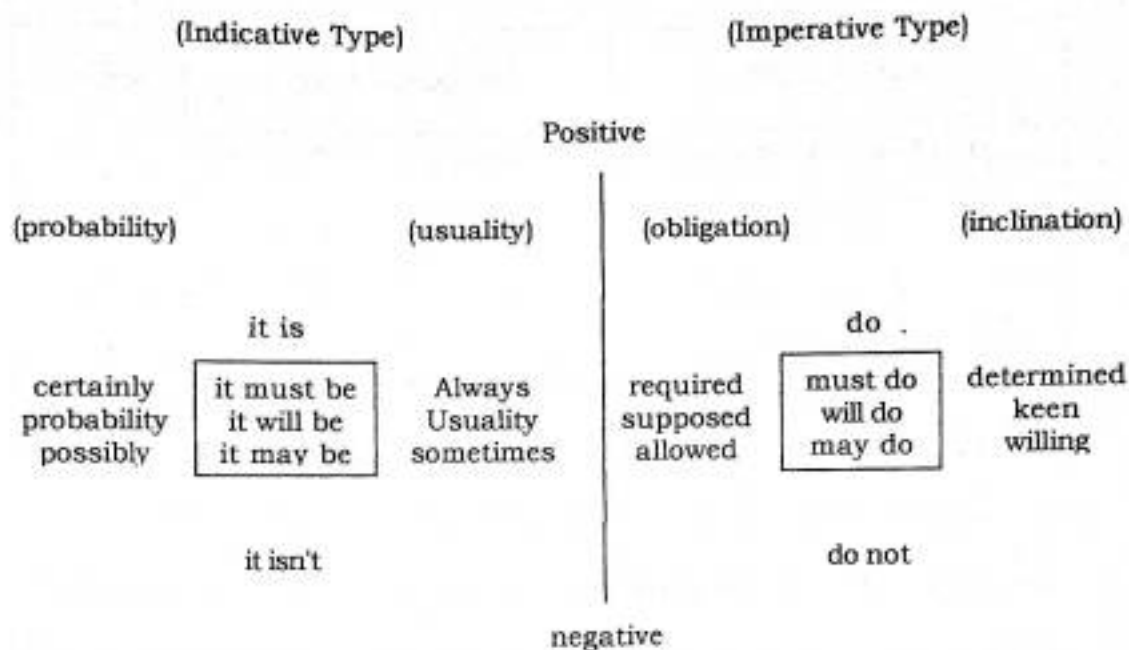 (Indicative Type) (Imperative Type)
Positive
(probability) (usuality) (obligation) (inclination)
it is do .
certainly it must be Always required must do determined
probability it will be Usuality supposed will do keen
possibly it may be sometimes allowed may do willing
it isn't do not
negative